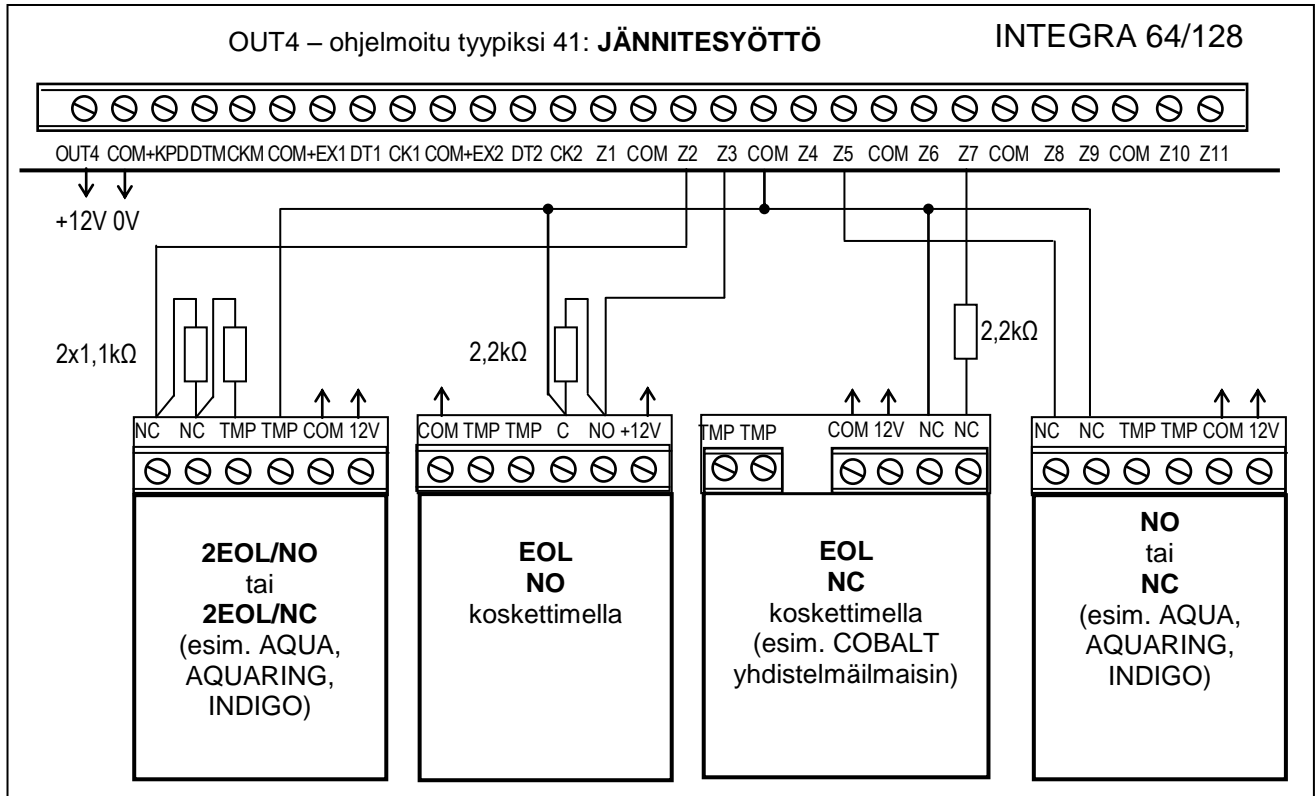 OUT4 – ohjelmoitu tyypiksi 41: JÄNNITESYÖTTÖ
INTEGRA 64/128
OUT4 COM+KPD DTM CKM COM+EX1 DT1 CK1 COM+EX2 DT2 CK2 Z1 COM Z2 Z3 COM Z4 Z5 COM Z6 Z7 COM Z8 Z9 COM Z10 Z11
+12V 0V
2x1,1kΩ
2,2kΩ
2,2kΩ
NC NC TMP TMP COM 12V
COM TMP TMP C NO +12V
TMP TMP COM 12V NC NC
NC NC TMP TMP COM 12V
2EOL/NO
tai
2EOL/NC
(esim. AQUA,
AQUARING,
INDIGO)
EOL
NO
koskettimella
EOL
NC
koskettimella
(esim. COBALT
yhdistelmäilmaisin)
NO
tai
NC
(esim. AQUA,
AQUARING,
INDIGO)